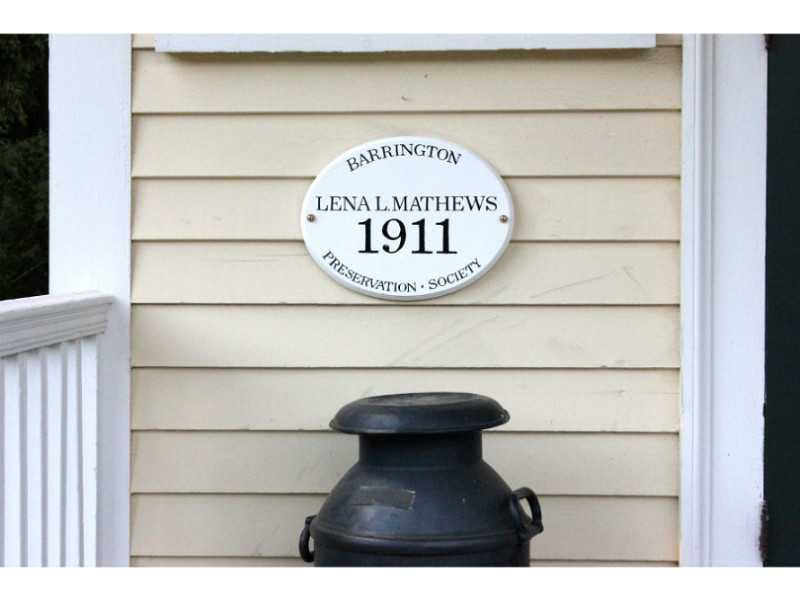 BARRINGTON
LENA L. MATHEWS
1911
PRESERVATION · SOCIETY